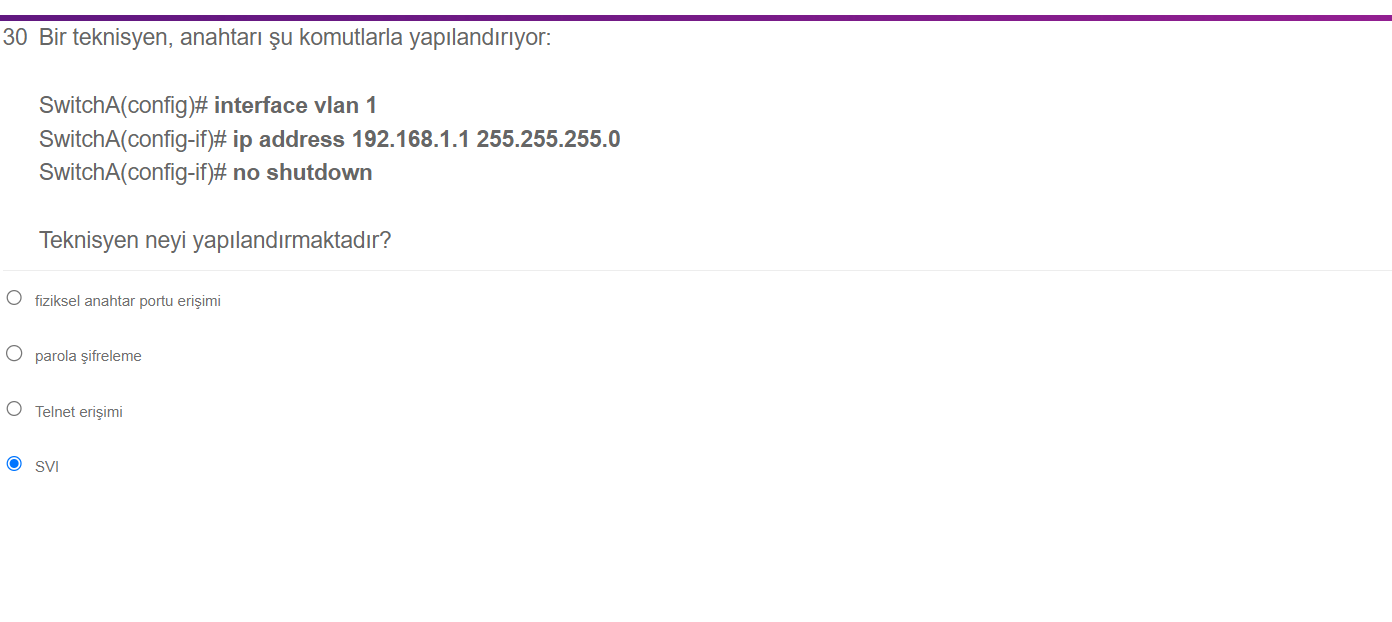 30 Bir teknisyen, anahtarı şu komutlarla yapılandırıyor:
SwitchA(config)# interface vlan 1
SwitchA(config-if)# ip address 192.168.1.1 255.255.255.0
SwitchA(config-if)# no shutdown
Teknisyen neyi yapılandırmaktadır?
fiziksel anahtar portu erişimi
parola şifreleme
Telnet erişimi
SVI